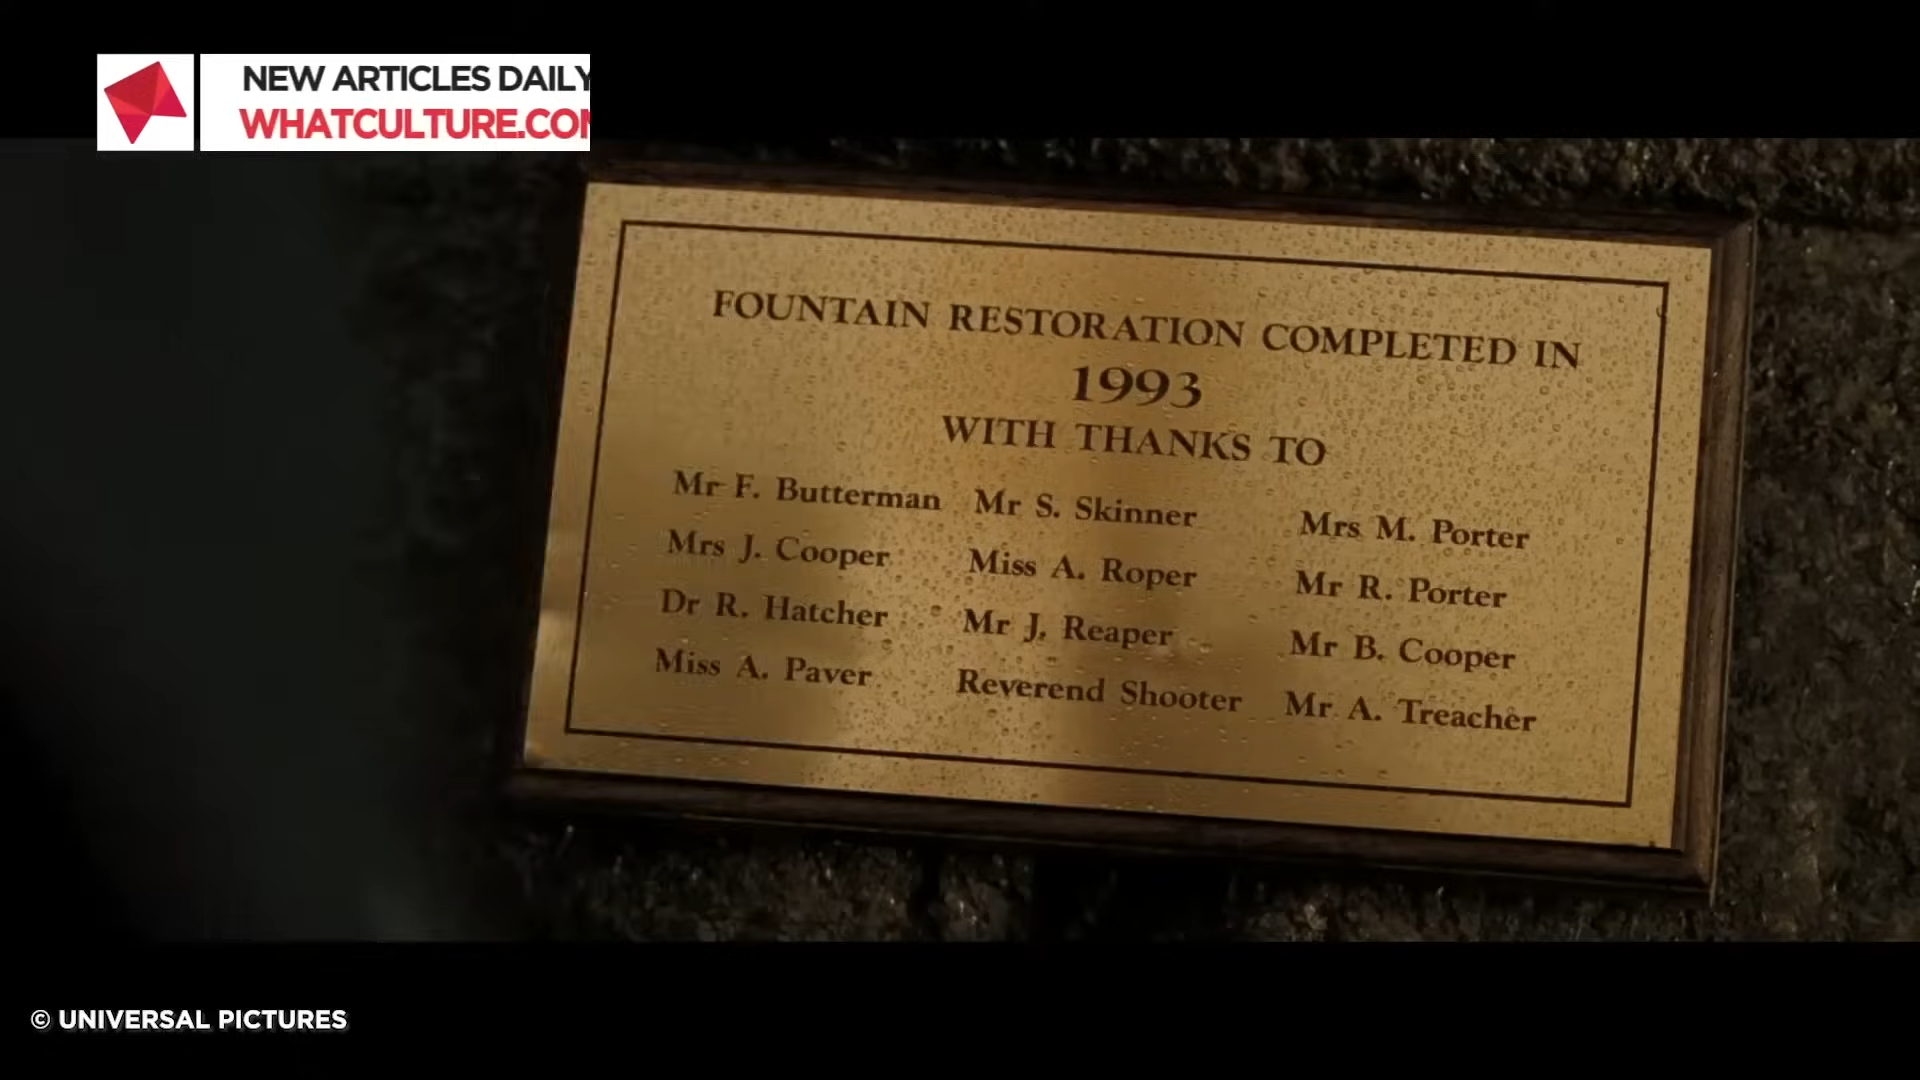 NEW ARTICLES DAILY
WHATCULTURE.COM
FOUNTAIN RESTORATION COMPLETED IN
1993
WITH THANKS TO
Mr F. Butterman Mr S. Skinner Mrs M. Porter
Mrs J. Cooper Miss A. Roper Mr R. Porter
Dr R. Hatcher Mr J. Reaper Mr B. Cooper
Miss A. Paver Reverend Shooter Mr A. Treacher
© UNIVERSAL PICTURES